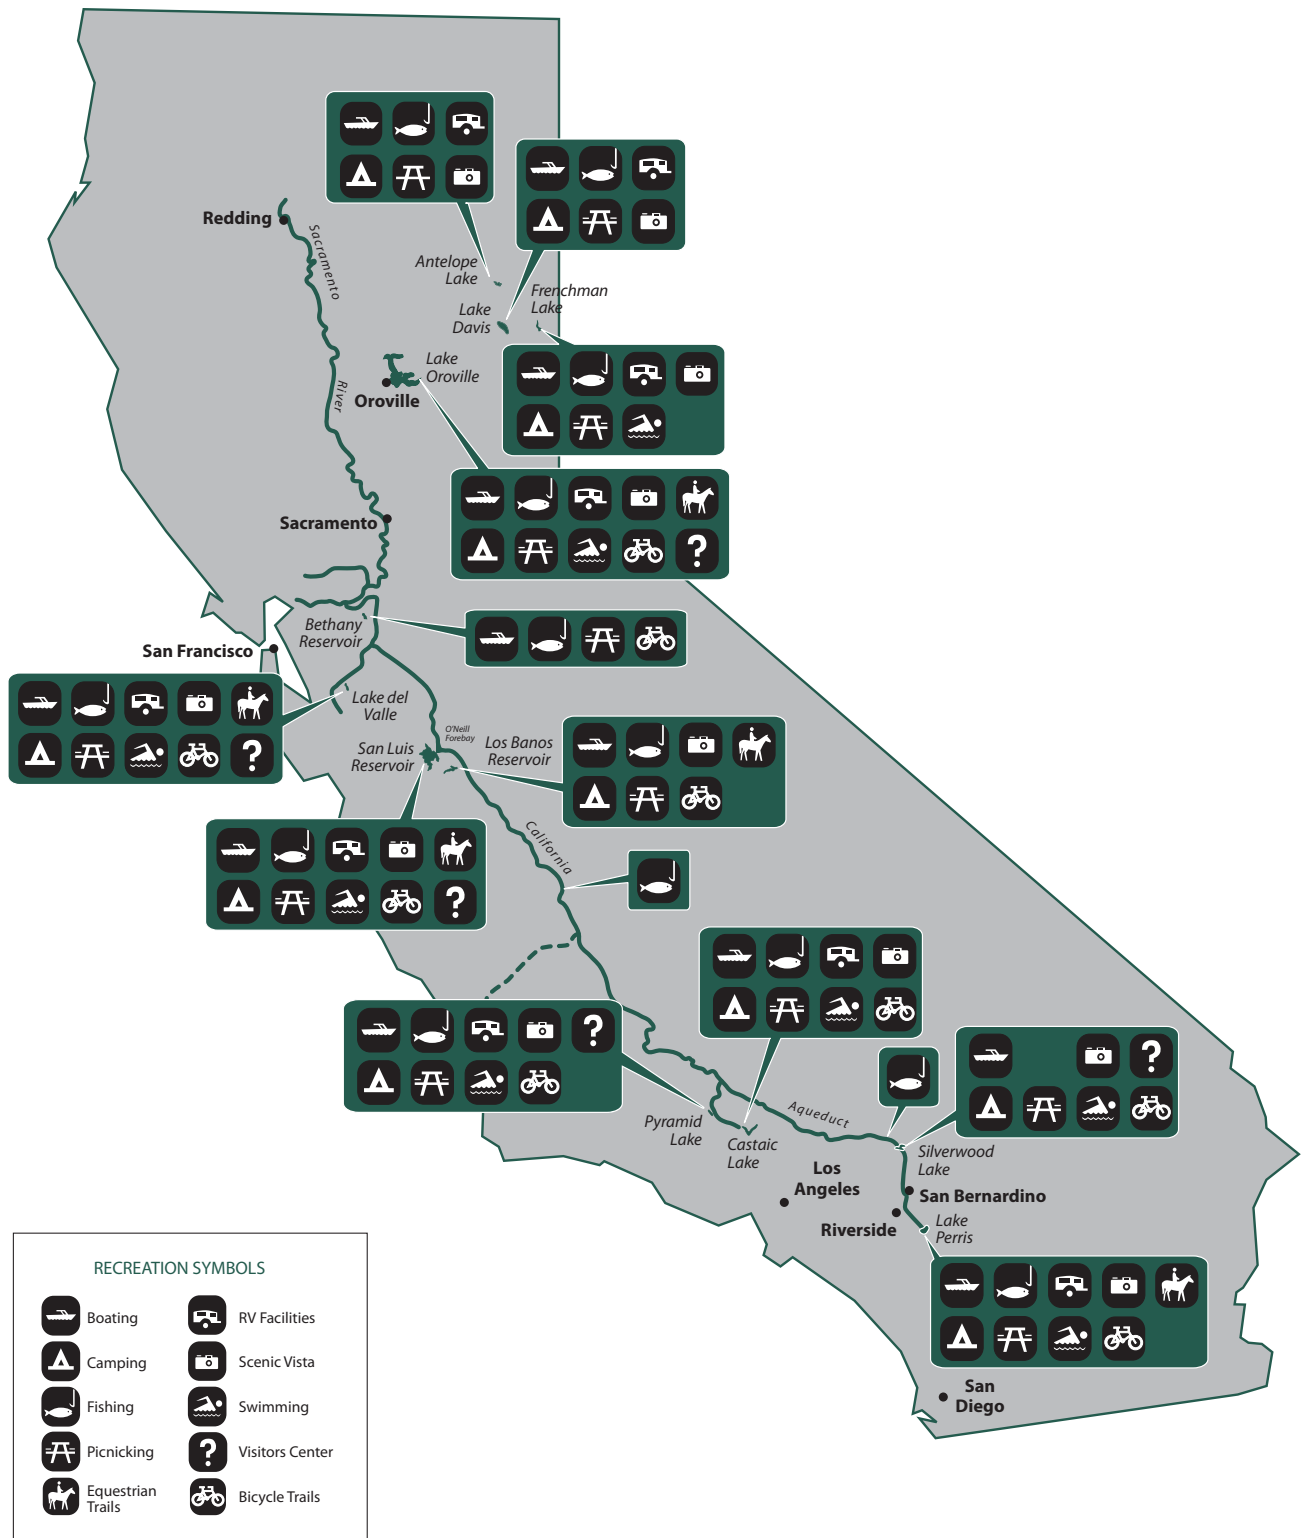 Redding
Sacramento
River
Antelope
Lake
Lake
Davis
Frenchman
Lake
Lake
Oroville
Oroville
Sacramento
Bethany
Reservoir
San Francisco
Lake del
Valle
O'Neill
Forebay
San Luis
Reservoir
Los Banos
Reservoir
California
Aqueduct
Pyramid
Lake
Castaic
Lake
Silverwood
Lake
Los
Angeles
San Bernardino
Riverside
Lake
Perris
San
Diego
?
?
?
?
?
RECREATION SYMBOLS
Boating
RV Facilities
Camping
Scenic Vista
Fishing
Swimming
Picnicking
? Visitors Center
Equestrian
Trails
Bicycle Trails